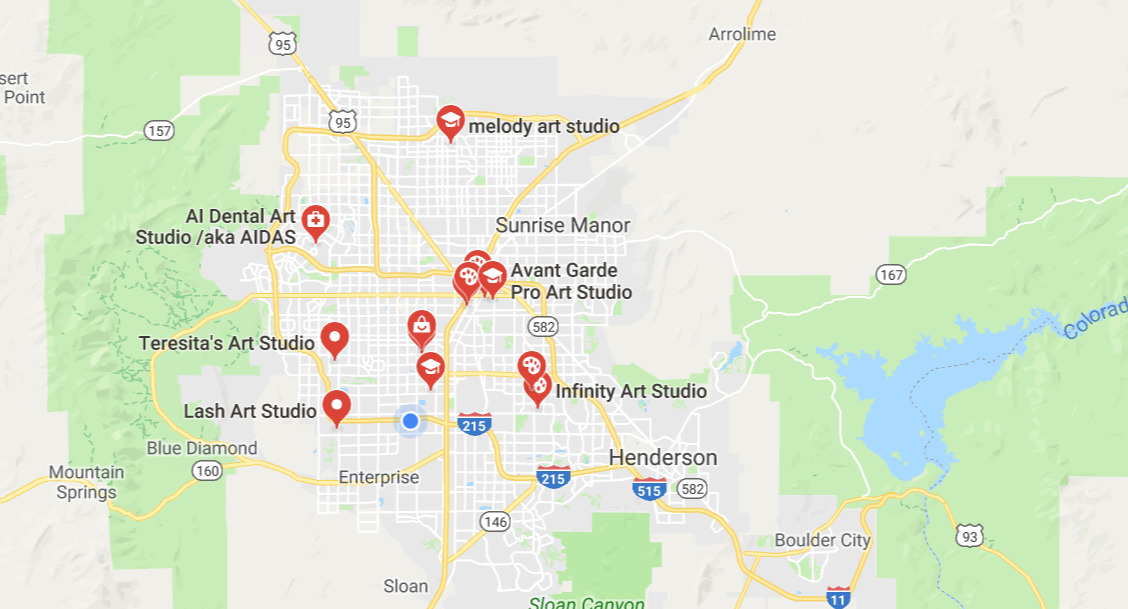 95
Arrolime
sert
Point
95
157
melody art studio
AI Dental Art
Studio /aka AIDAS
Sunrise Manor
Avant Garde
Pro Art Studio
167
Colorad
582
Teresita's Art Studio
Infinity Art Studio
Lash Art Studio
215
Blue Diamond
Henderson
160
Mountain
Springs
Enterprise
215
515
582
146
93
Boulder City
Sloan
11
Sloan Canyon